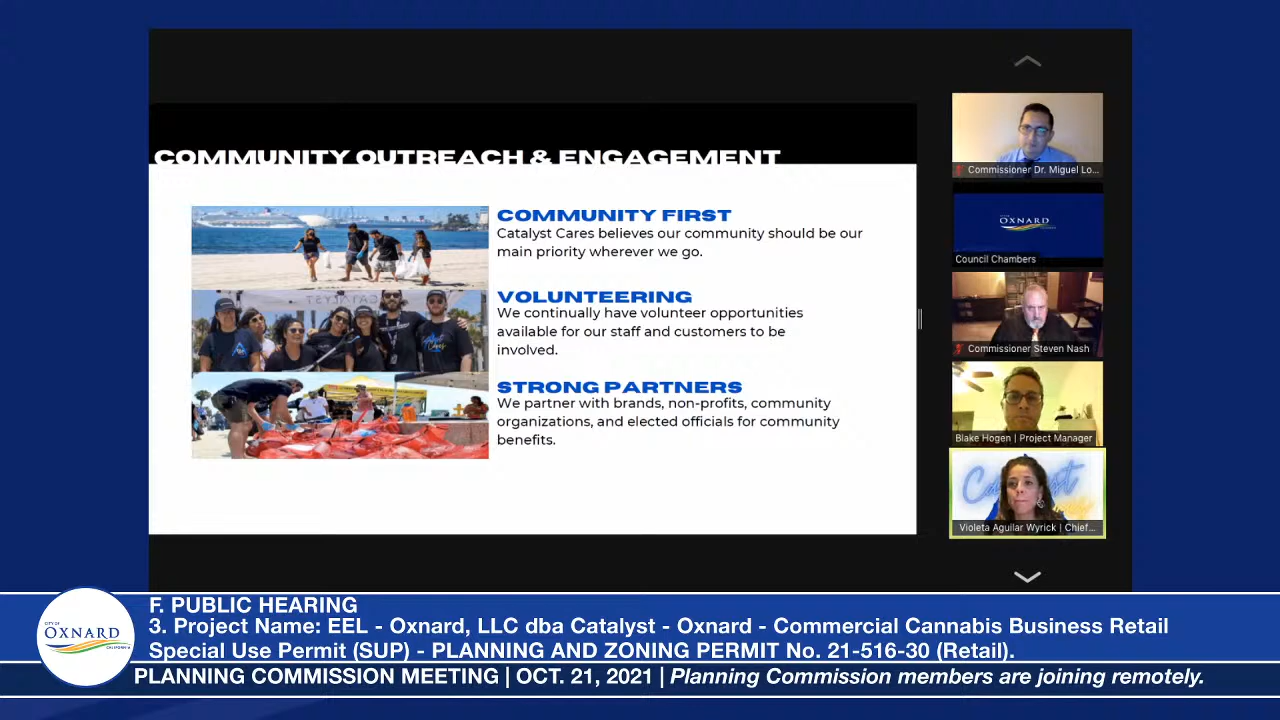 COMMUNITY OUTREACH & ENGAGEMENT
COMMUNITY FIRST
Catalyst Cares believes our community should be our
main priority wherever we go.
VOLUNTEERING
We continually have volunteer opportunities
available for our staff and customers to be
involved.
STRONG PARTNERS
We partner with brands, non-profits, community
organizations, and elected officials for community
benefits.
Commissioner Dr. Miguel Lo...
OXNARD
Council Chambers
Commissioner Steven Nash
Blake Hogen | Project Manager
Violeta Aguilar Wyrick | Chief...
CITY OF
OXNARD
CALIFORNIA
F. PUBLIC HEARING
3. Project Name: EEL - Oxnard, LLC dba Catalyst - Oxnard - Commercial Cannabis Business Retail
Special Use Permit (SUP) - PLANNING AND ZONING PERMIT No. 21-516-30 (Retail).
PLANNING COMMISSION MEETING | OCT. 21, 2021 | Planning Commission members are joining remotely.